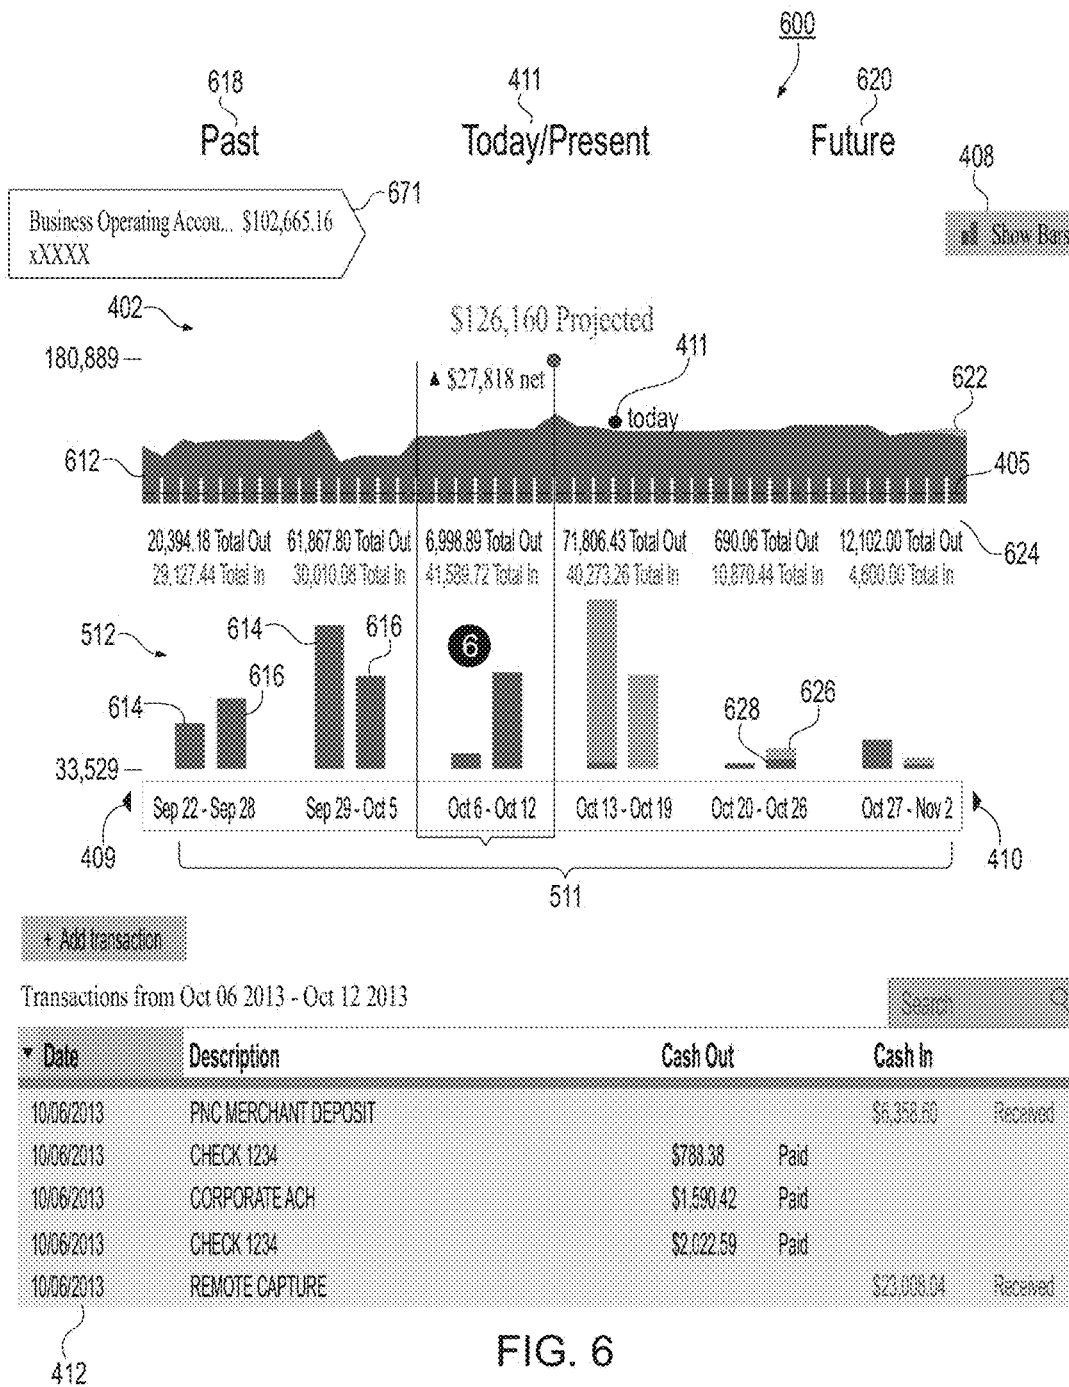 600
618 411 620
Past Today/Present Future
408
671
Business Operating Accou... $102,665.16
xXXXX
Show Bars
402
$126,160 Projected
180,889
411
$27,818 net
622
today
612
405
20,394.18 Total Out 61,867.80 Total Out 6,998.89 Total Out 71,806.43 Total Out 690.06 Total Out 12,102.00 Total Out
624
29,127.44 Total In 30,010.08 Total In 41,589.72 Total In 40,273.26 Total In 10,870.44 Total In 4,600.00 Total In
512 614 616
6
614 616
628 626
33,529
Sep 22 - Sep 28 Sep 29 - Oct 5 Oct 6 - Oct 12 Oct 13 - Oct 19 Oct 20 - Oct 26 Oct 27 - Nov 2
409 410
511
+ Add transaction
Transactions from Oct 06 2013 - Oct 12 2013
Search
Date Description Cash Out Cash In
10/06/2013 PNC MERCHANT DEPOSIT $6,358.60 Received
10/06/2013 CHECK 1234 $788.38 Paid
10/06/2013 CORPORATE ACH $1,590.42 Paid
10/06/2013 CHECK 1234 $2,022.59 Paid
10/06/2013 REMOTE CAPTURE $23,008.04 Received
FIG. 6
412